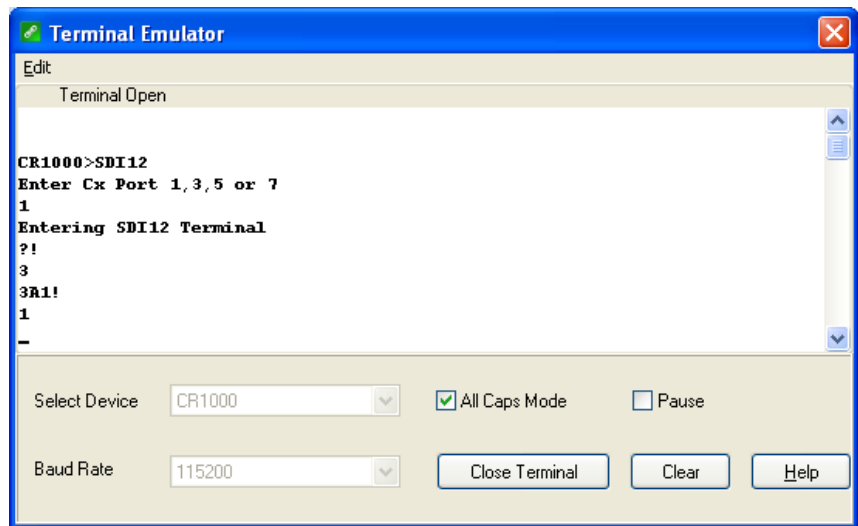 Terminal Emulator
Edit
Terminal Open
CR1000>SDI12
Enter Cx Port 1,3,5 or 7
1
Entering SDI12 Terminal
?!
3
3A1!
1
_
Select Device CR1000 All Caps Mode Pause
Baud Rate 115200 Close Terminal Clear Help